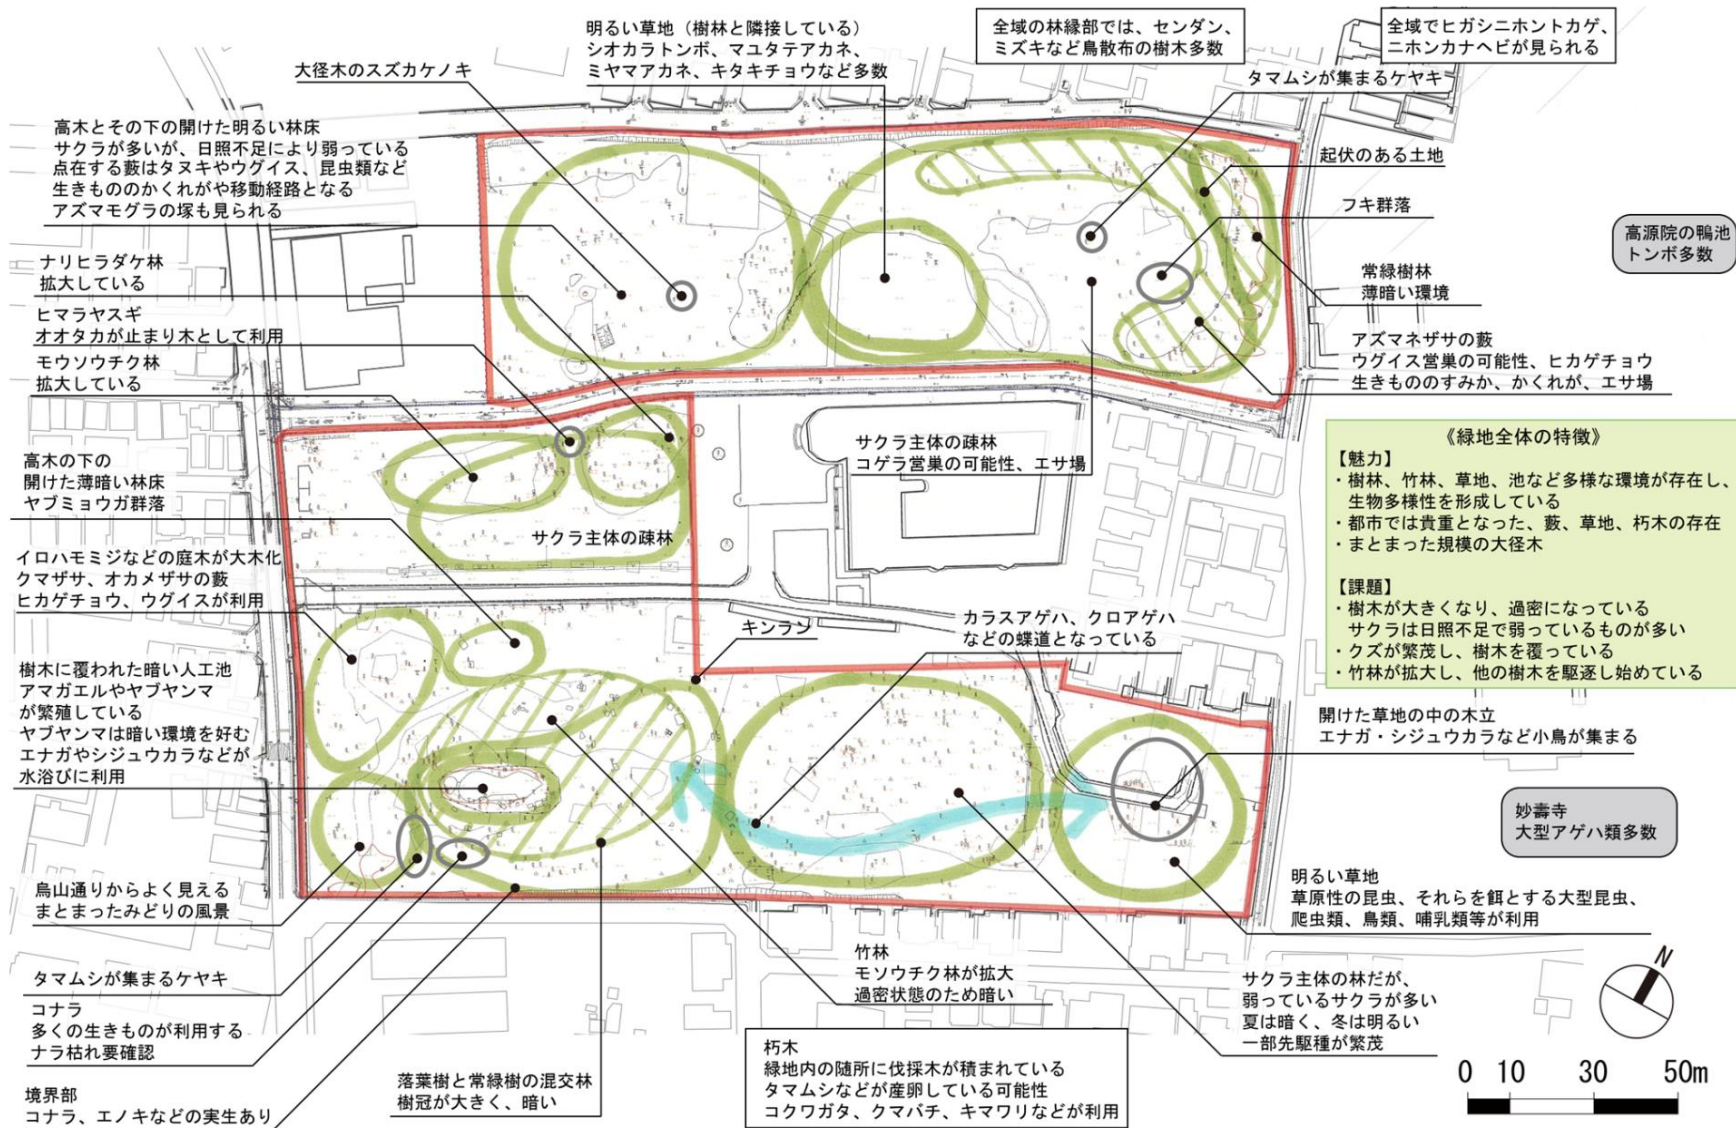 明るい草地（樹林と隣接している）
シオカラトンボ、マユタテアカネ、
ミヤマアカネ、キタキチョウなど多数
全域の林縁部では、センダン、
ミズキなど鳥散布の樹木多数
全域でヒガシニホントカゲ、
ニホンカナヘビが見られる
大径木のスズカケノキ
タマムシが集まるケヤキ
高木とその下の開けた明るい林床
サクラが多いが、日照不足により弱っている
点在する藪はタヌキやウグイス、昆虫類など
生きもののかくれがや移動経路となる
アズマモグラの塚も見られる
起伏のある土地
フキ群落
高源院の鴨池
トンボ多数
ナリヒラダケ林
拡大している
常緑樹林
薄暗い環境
ヒマラヤスギ
オオタカが止まり木として利用
アズマネザサの藪
ウグイス営巣の可能性、ヒカゲチョウ
生きもののすみか、かくれが、エサ場
モウソウチク林
拡大している
サクラ主体の疎林
コゲラ営巣の可能性、エサ場
高木の下の
開けた薄暗い林床
ヤブミョウガ群落
サクラ主体の疎林
《緑地全体の特徴》
【魅力】
・樹林、竹林、草地、池など多様な環境が存在し、
生物多様性を形成している
・都市では貴重となった、藪、草地、朽木の存在
・まとまった規模の大径木
【課題】
・樹木が大きくなり、過密になっている
サクラは日照不足で弱っているものが多い
・クズが繁茂し、樹木を覆っている
・竹林が拡大し、他の樹木を駆逐し始めている
イロハモミジなどの庭木が大木化
クマザサ、オカメザサの藪
ヒカゲチョウ、ウグイスが利用
キンラン
カラスアゲハ、クロアゲハ
などの蝶道となっている
樹木に覆われた暗い人工池
アマガエルやヤブヤンマ
が繁殖している
ヤブヤンマは暗い環境を好む
エナガやシジュウカラなどが
水浴びに利用
開けた草地の中の木立
エナガ・シジュウカラなど小鳥が集まる
妙壽寺
大型アゲハ類多数
烏山通りからよく見える
まとまったみどりの風景
明るい草地
草原性の昆虫、それらを餌とする大型昆虫、
爬虫類、鳥類、哺乳類等が利用
タマムシが集まるケヤキ
竹林
モソウチク林が拡大
過密状態のため暗い
サクラ主体の林だが、
弱っているサクラが多い
夏は暗く、冬は明るい
一部先駆種が繁茂
コナラ
多くの生きものが利用する
ナラ枯れ要確認
境界部
コナラ、エノキなどの実生あり
落葉樹と常緑樹の混交林
樹冠が大きく、暗い
朽木
緑地内の随所に伐採木が積まれている
タマムシなどが産卵している可能性
コクワガタ、クマバチ、キマワリなどが利用
N
0 10 30 50m